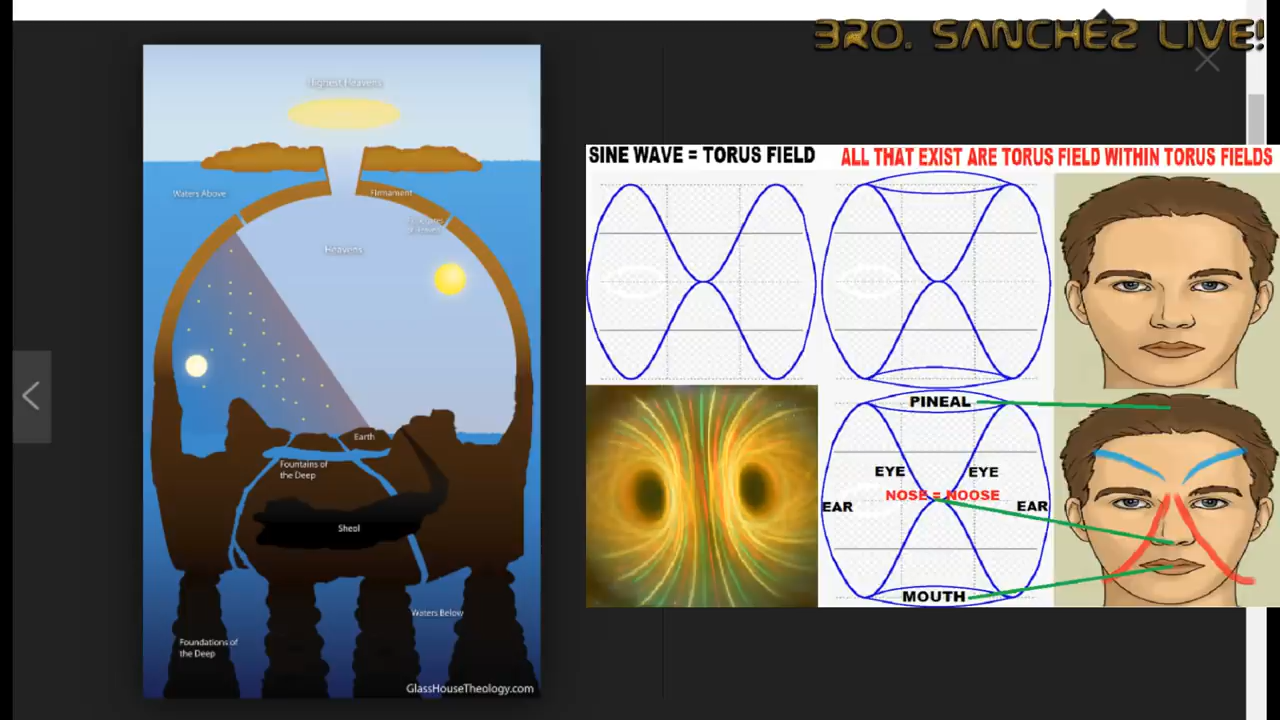 3RO. SANCHEZ LIVE!
Highest Heavens
Waters Above
Firmament
Heavens
Earth
Fountains of
the Deep
Sheol
Waters Below
Foundations of
the Deep
GlassHouseTheology.com
SINE WAVE = TORUS FIELD
ALL THAT EXIST ARE TORUS FIELD WITHIN TORUS FIELDS
PINEAL
EYE EYE
NOSE = NOOSE
EAR EAR
MOUTH